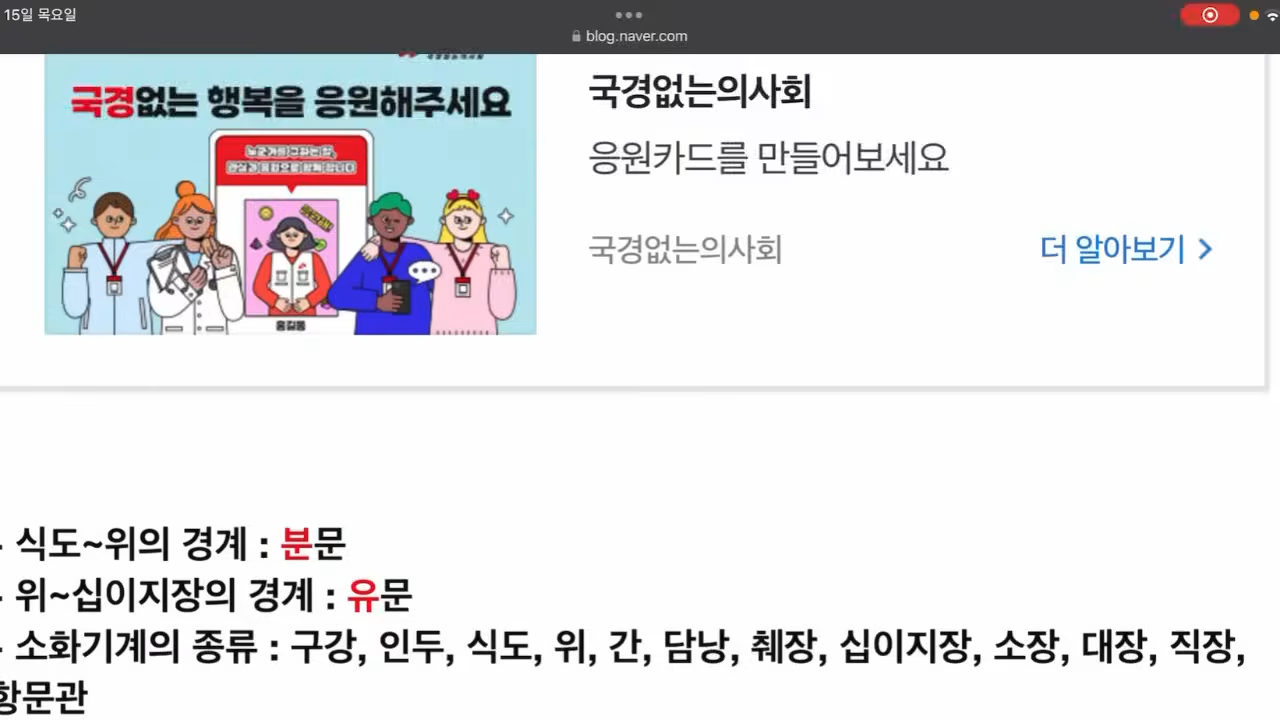 15일 목요일
blog.naver.com
국경없는 행복을 응원해주세요
홍길동
국경없는의사회
응원카드를 만들어보세요
국경없는의사회
더 알아보기
식도~위의 경계 : 분문
위~십이지장의 경계 : 유문
소화기계의 종류 : 구강, 인두, 식도, 위, 간, 담낭, 췌장, 십이지장, 소장, 대장, 직장,
항문관